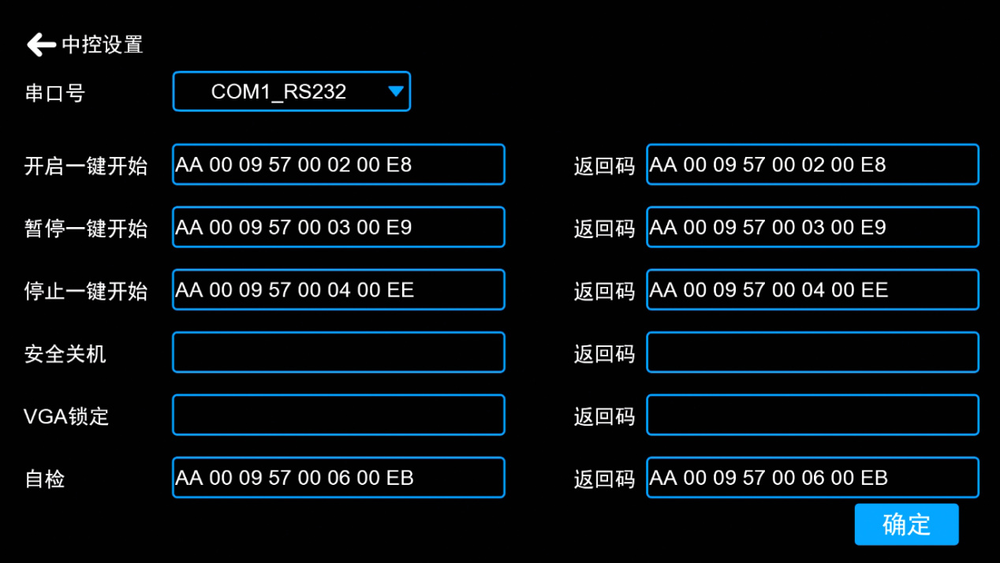 中控设置
串口号 COM1_RS232
开启一键开始 AA 00 09 57 00 02 00 E8 返回码 AA 00 09 57 00 02 00 E8
暂停一键开始 AA 00 09 57 00 03 00 E9 返回码 AA 00 09 57 00 03 00 E9
停止一键开始 AA 00 09 57 00 04 00 EE 返回码 AA 00 09 57 00 04 00 EE
安全关机 返回码
VGA锁定 返回码
自检 AA 00 09 57 00 06 00 EB 返回码 AA 00 09 57 00 06 00 EB
确定